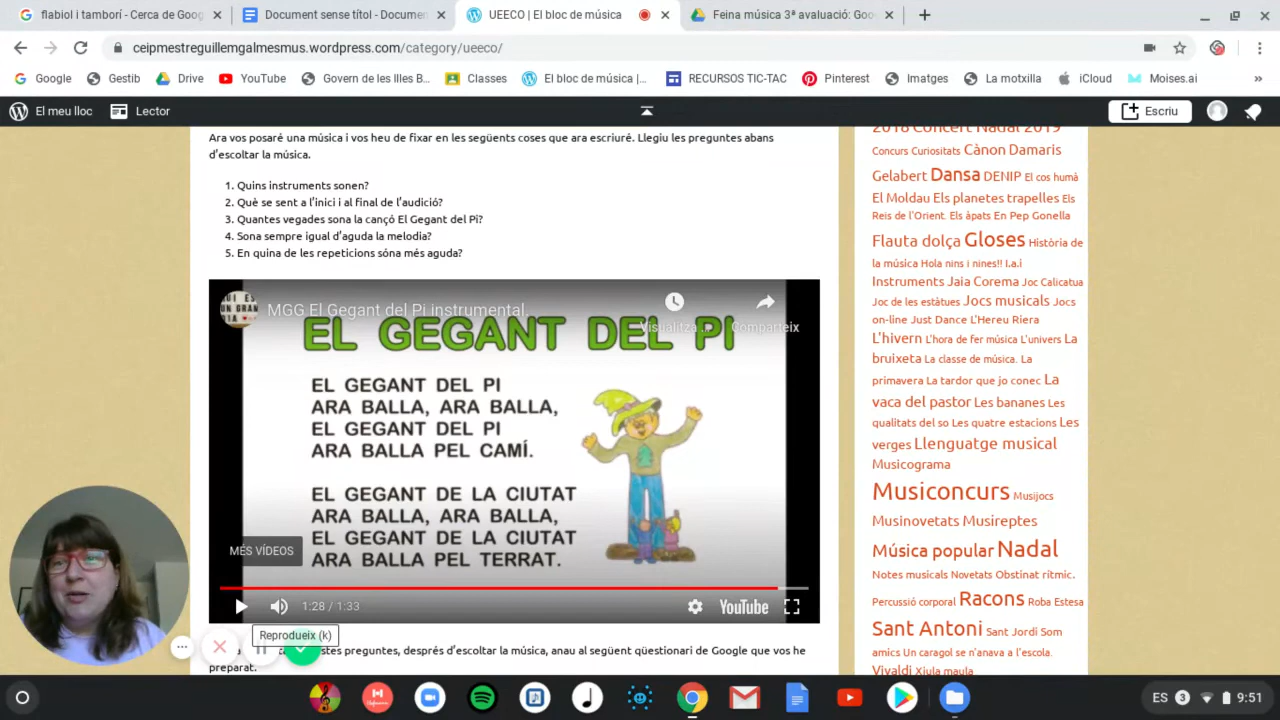 flabiol i tamborí - Cerca de Goog
Document sense títol - Documen
UEECO | El bloc de música
Feina música 3ª avaluació: Goo
ceipmestreguillemgalmesmus.wordpress.com/category/ueeco/
Google
Gestib
Drive
YouTube
Govern de les Illes B...
Classes
El bloc de música |...
RECURSOS TIC-TAC
Pinterest
Imatges
La motxilla
iCloud
Moises.ai
»
El meu lloc
Lector
Escriu
Ara vos posaré una música i vos heu de fixar en les següents coses que ara escriuré. Llegiu les preguntes abans
d'escoltar la música.
1. Quins instruments sonen?
2. Què se sent a l'inici i al final de l'audició?
3. Quantes vegades sona la cançó El Gegant del Pi?
4. Sona sempre igual d'aguda la melodia?
5. En quina de les repeticions sóna més aguda?
MGG El Gegant del Pi instrumental.
Visualitza ...
Comparteix
EL GEGANT DEL PI
EL GEGANT DEL PI
ARA BALLA, ARA BALLA,
EL GEGANT DEL PI
ARA BALLA PEL CAMÍ.
EL GEGANT DE LA CIUTAT
ARA BALLA, ARA BALLA,
EL GEGANT DE LA CIUTAT
ARA BALLA PEL TERRAT.
MÉS VÍDEOS
1:28 / 1:33
YouTube
Reprodueix (k)
preguntes, després d'escoltar la música, anau al següent qüestionari de Google que vos he
preparat.
2018 Concert Nadal 2019
Concurs Curiositats Cànon Damaris
Gelabert Dansa DENIP El cos humà
El Moldau Els planetes trapelles Els
Reis de l'Orient. Els àpats En Pep Gonella
Flauta dolça Gloses Història de
la música Hola nins i nines!! I.a.i
Instruments Jaia Corema Joc Calicatua
Joc de les estàtues Jocs musicals Jocs
on-line Just Dance L'Hereu Riera
L'hivern L'hora de fer música L'univers La
bruixeta La classe de música. La
primavera La tardor que jo conec La
vaca del pastor Les bananes Les
qualitats del so Les quatre estacions Les
verges Llenguatge musical
Musicograma
Musiconcurs Musijocs
Musinovetats Musireptes
Música popular Nadal
Notes musicals Novetats Obstinat rítmic.
Percussió corporal Racons Roba Estesa
Sant Antoni Sant Jordi Som
amics Un caragol se n'anava a l'escola.
Vivaldi Xiula maula
ES
3
9:51